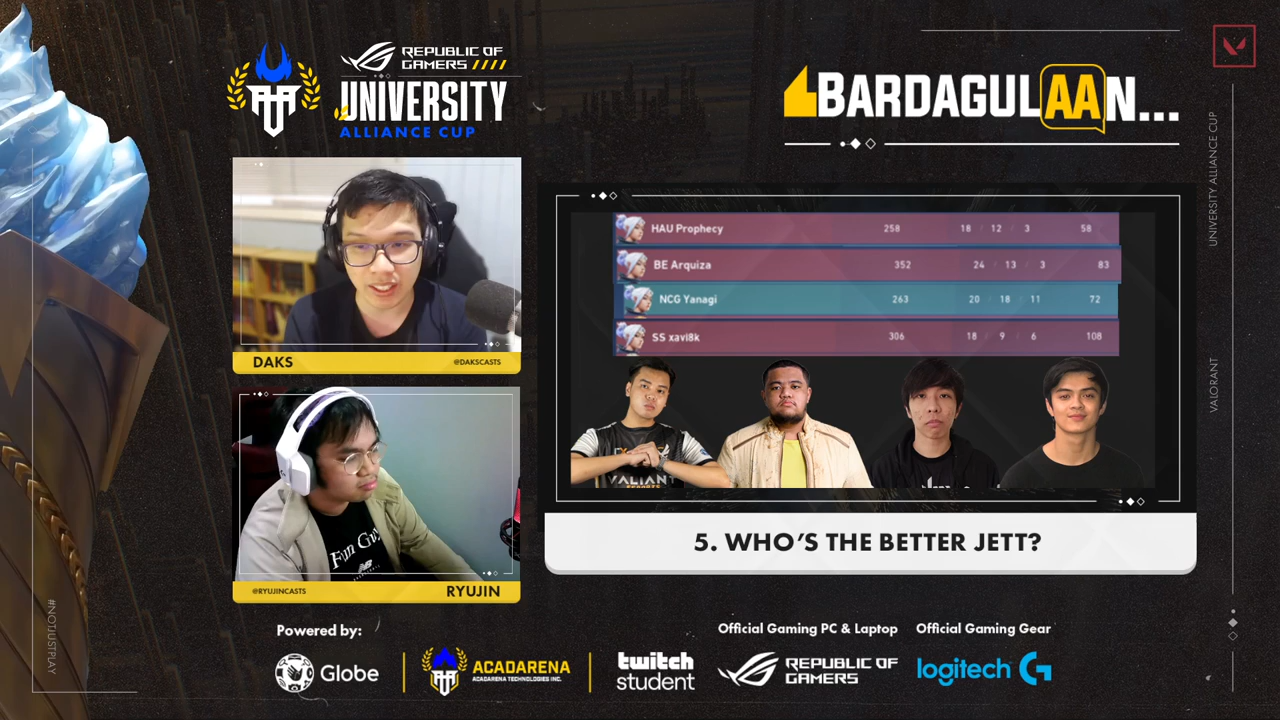 REPUBLIC OF
GAMERS
UNIVERSITY
ALLIANCE CUP
BARDAGULAAN...
UNIVERSITY ALLIANCE CUP
VALORANT
HAU Prophecy 258 18 / 12 / 3 58
BE Arquiza 352 24 / 13 / 3 83
NCG Yanagi 263 20 / 18 / 11 72
SS xavi8k 306 18 / 9 / 6 108
VALIANT
ESPORTS
DAKS @DAKSCASTS
Fun Guy
@RYUJINCASTS RYUJIN
5. WHO'S THE BETTER JETT?
#NOTJUSTPLAY
Powered by:
Official Gaming PC & Laptop
Official Gaming Gear
Globe
ACADARENA
ACADARENA TECHNOLOGIES INC.
twitch
student
REPUBLIC OF
GAMERS
logitech G